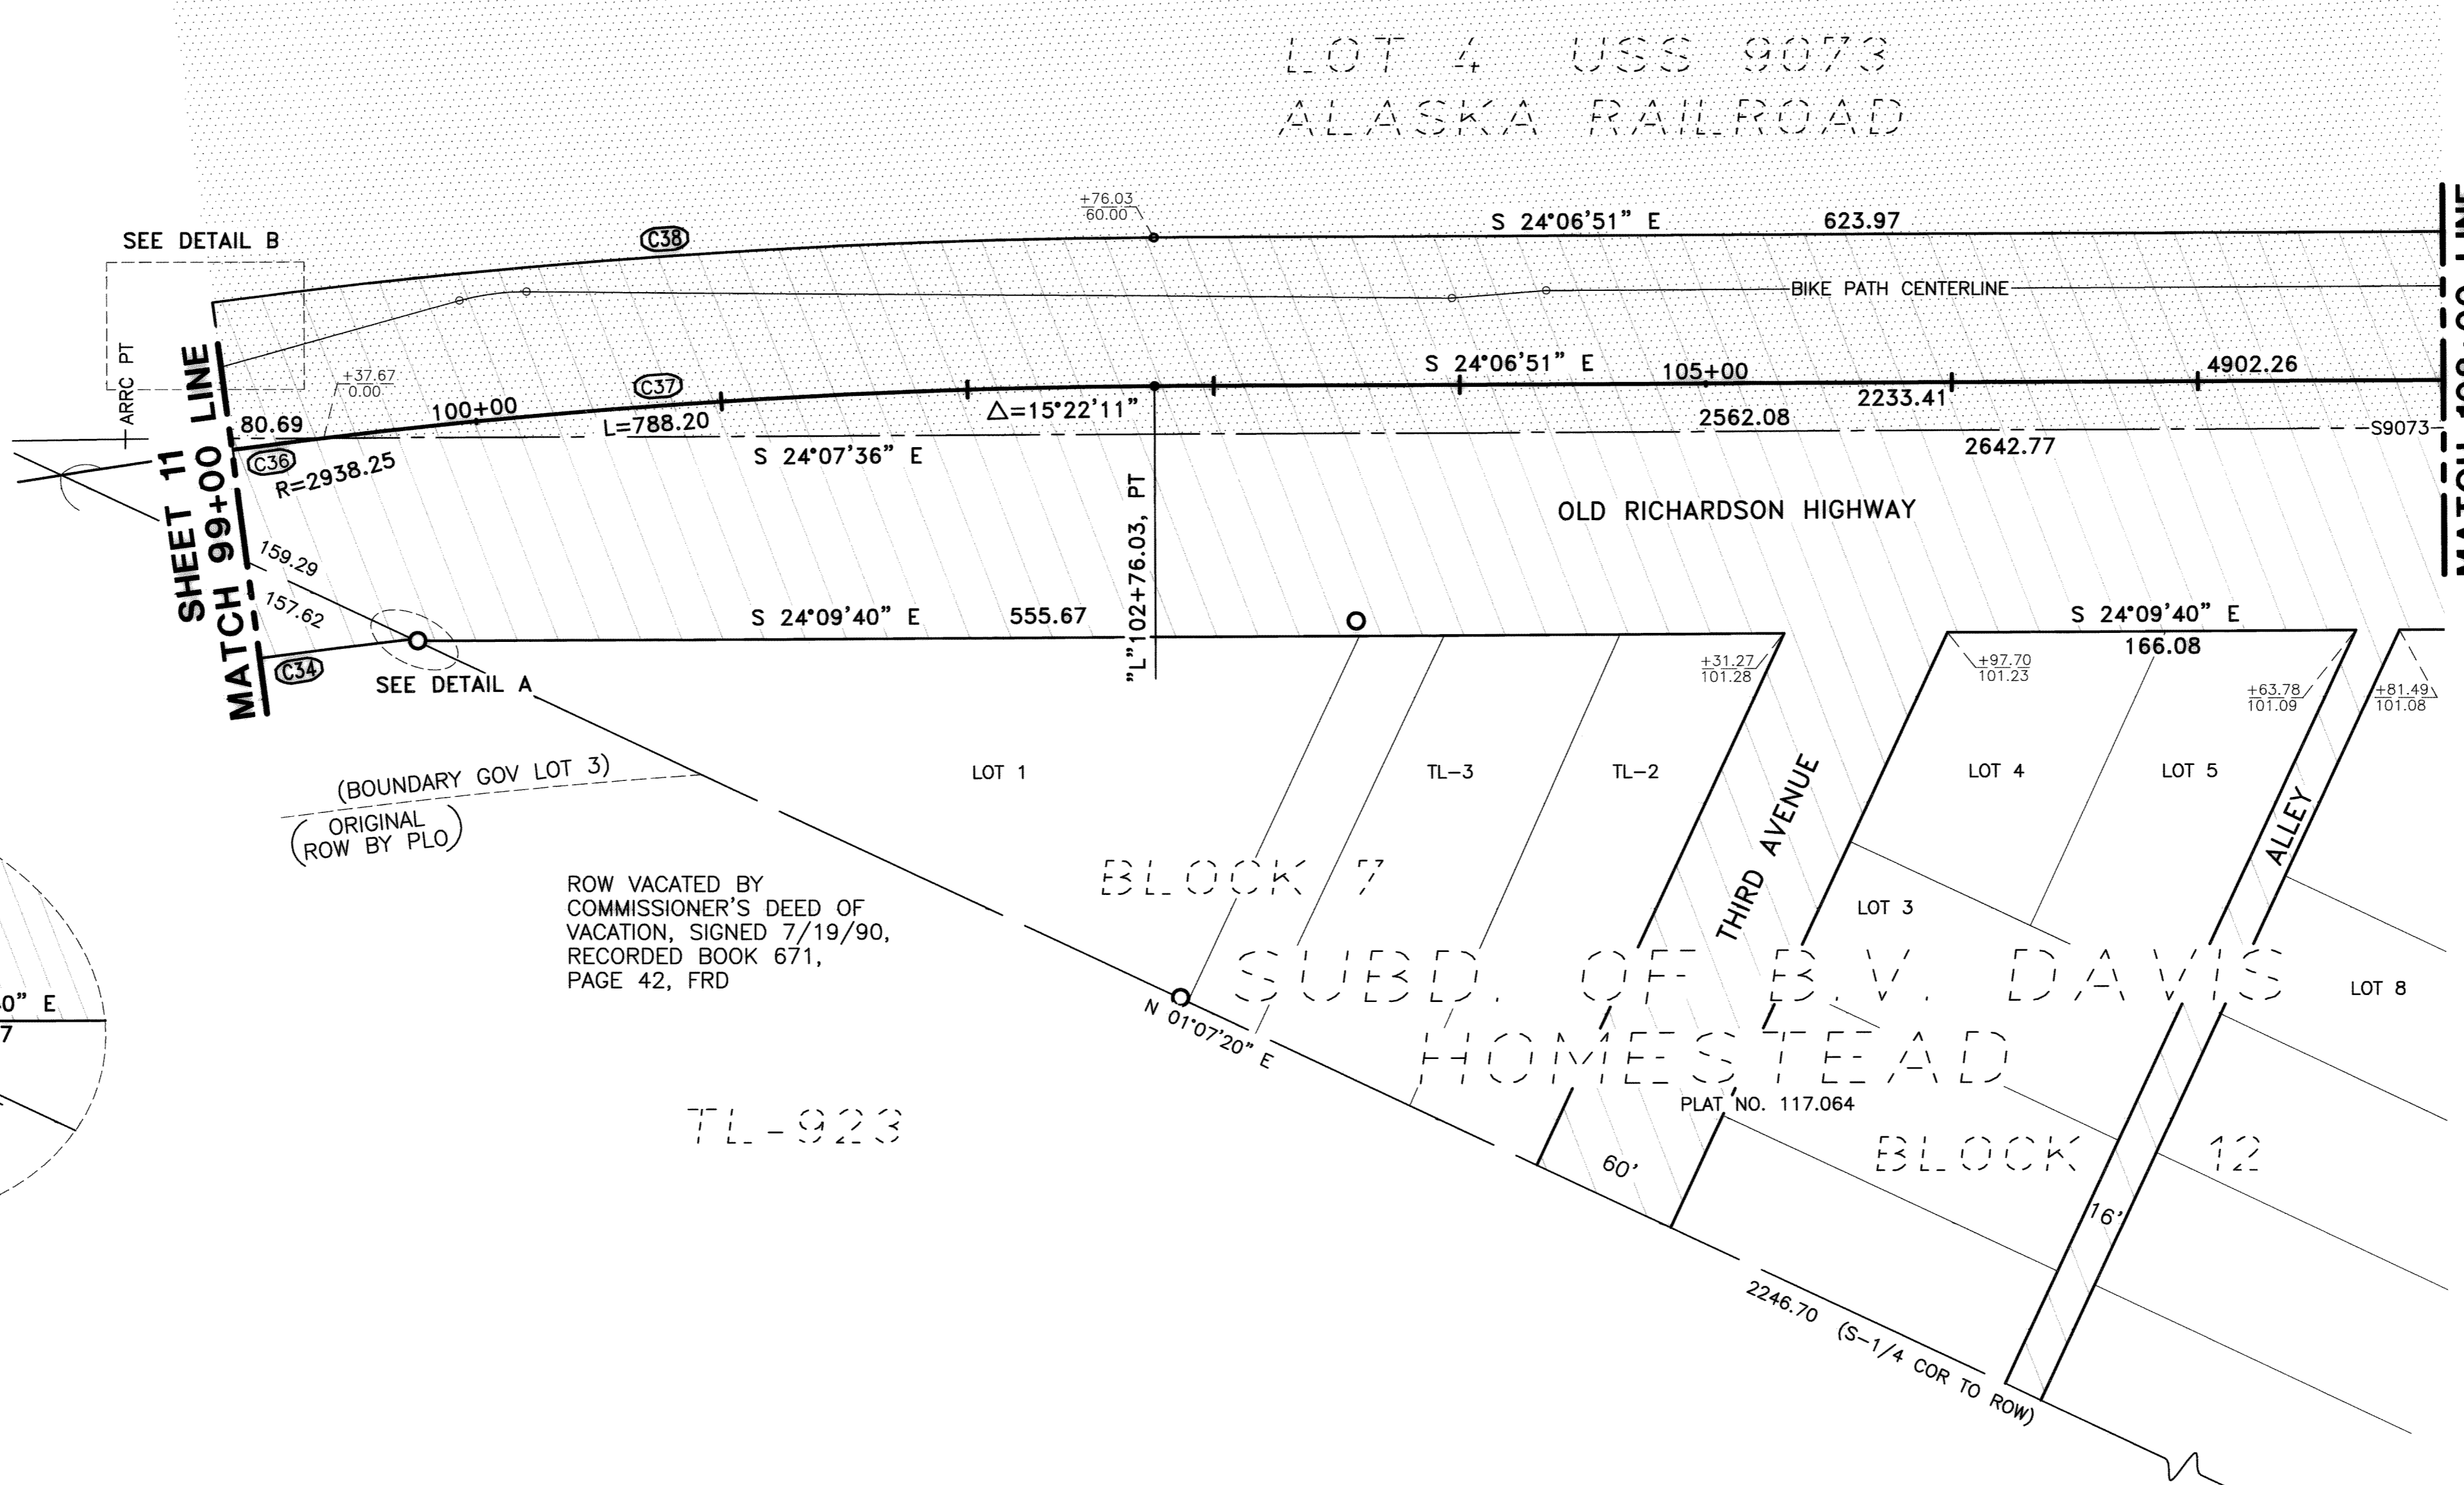 LOT 4 USS 9073
ALASKA RAILROAD
+76.03
60.00
S 24°06'51" E
623.97
C38
SEE DETAIL B
BIKE PATH CENTERLINE
ARRC PT
+37.67
0.00
C37
S 24°06'51" E
105+00
4902.26
2233.41
80.69
100+00
L=788.20
△=15°22'11"
2562.08
S9073
C36
R=2938.25
S 24°07'36" E
2642.77
SHEET 11
MATCH 99+00 LINE
OLD RICHARDSON HIGHWAY
159.29
157.62
"L"102+76.03, PT
S 24°09'40" E
555.67
S 24°09'40" E
166.08
C34
SEE DETAIL A
+31.27
101.28
+97.70
101.23
+63.78
101.09
+81.49
101.08
(BOUNDARY GOV LOT 3)
(ORIGINAL
ROW BY PLO)
LOT 1
TL-3
TL-2
THIRD AVENUE
LOT 4
LOT 5
ALLEY
ROW VACATED BY
COMMISSIONER'S DEED OF
VACATION, SIGNED 7/19/90,
RECORDED BOOK 671,
PAGE 42, FRD
BLOCK 7
LOT 3
SUBD. OF B.V. DAVIS
HOMESTEAD
PLAT NO. 117.064
LOT 8
0" E
7
N 01°07'20" E
TL-923
BLOCK 12
60'
16'
2246.70 (S-1/4 COR TO ROW)